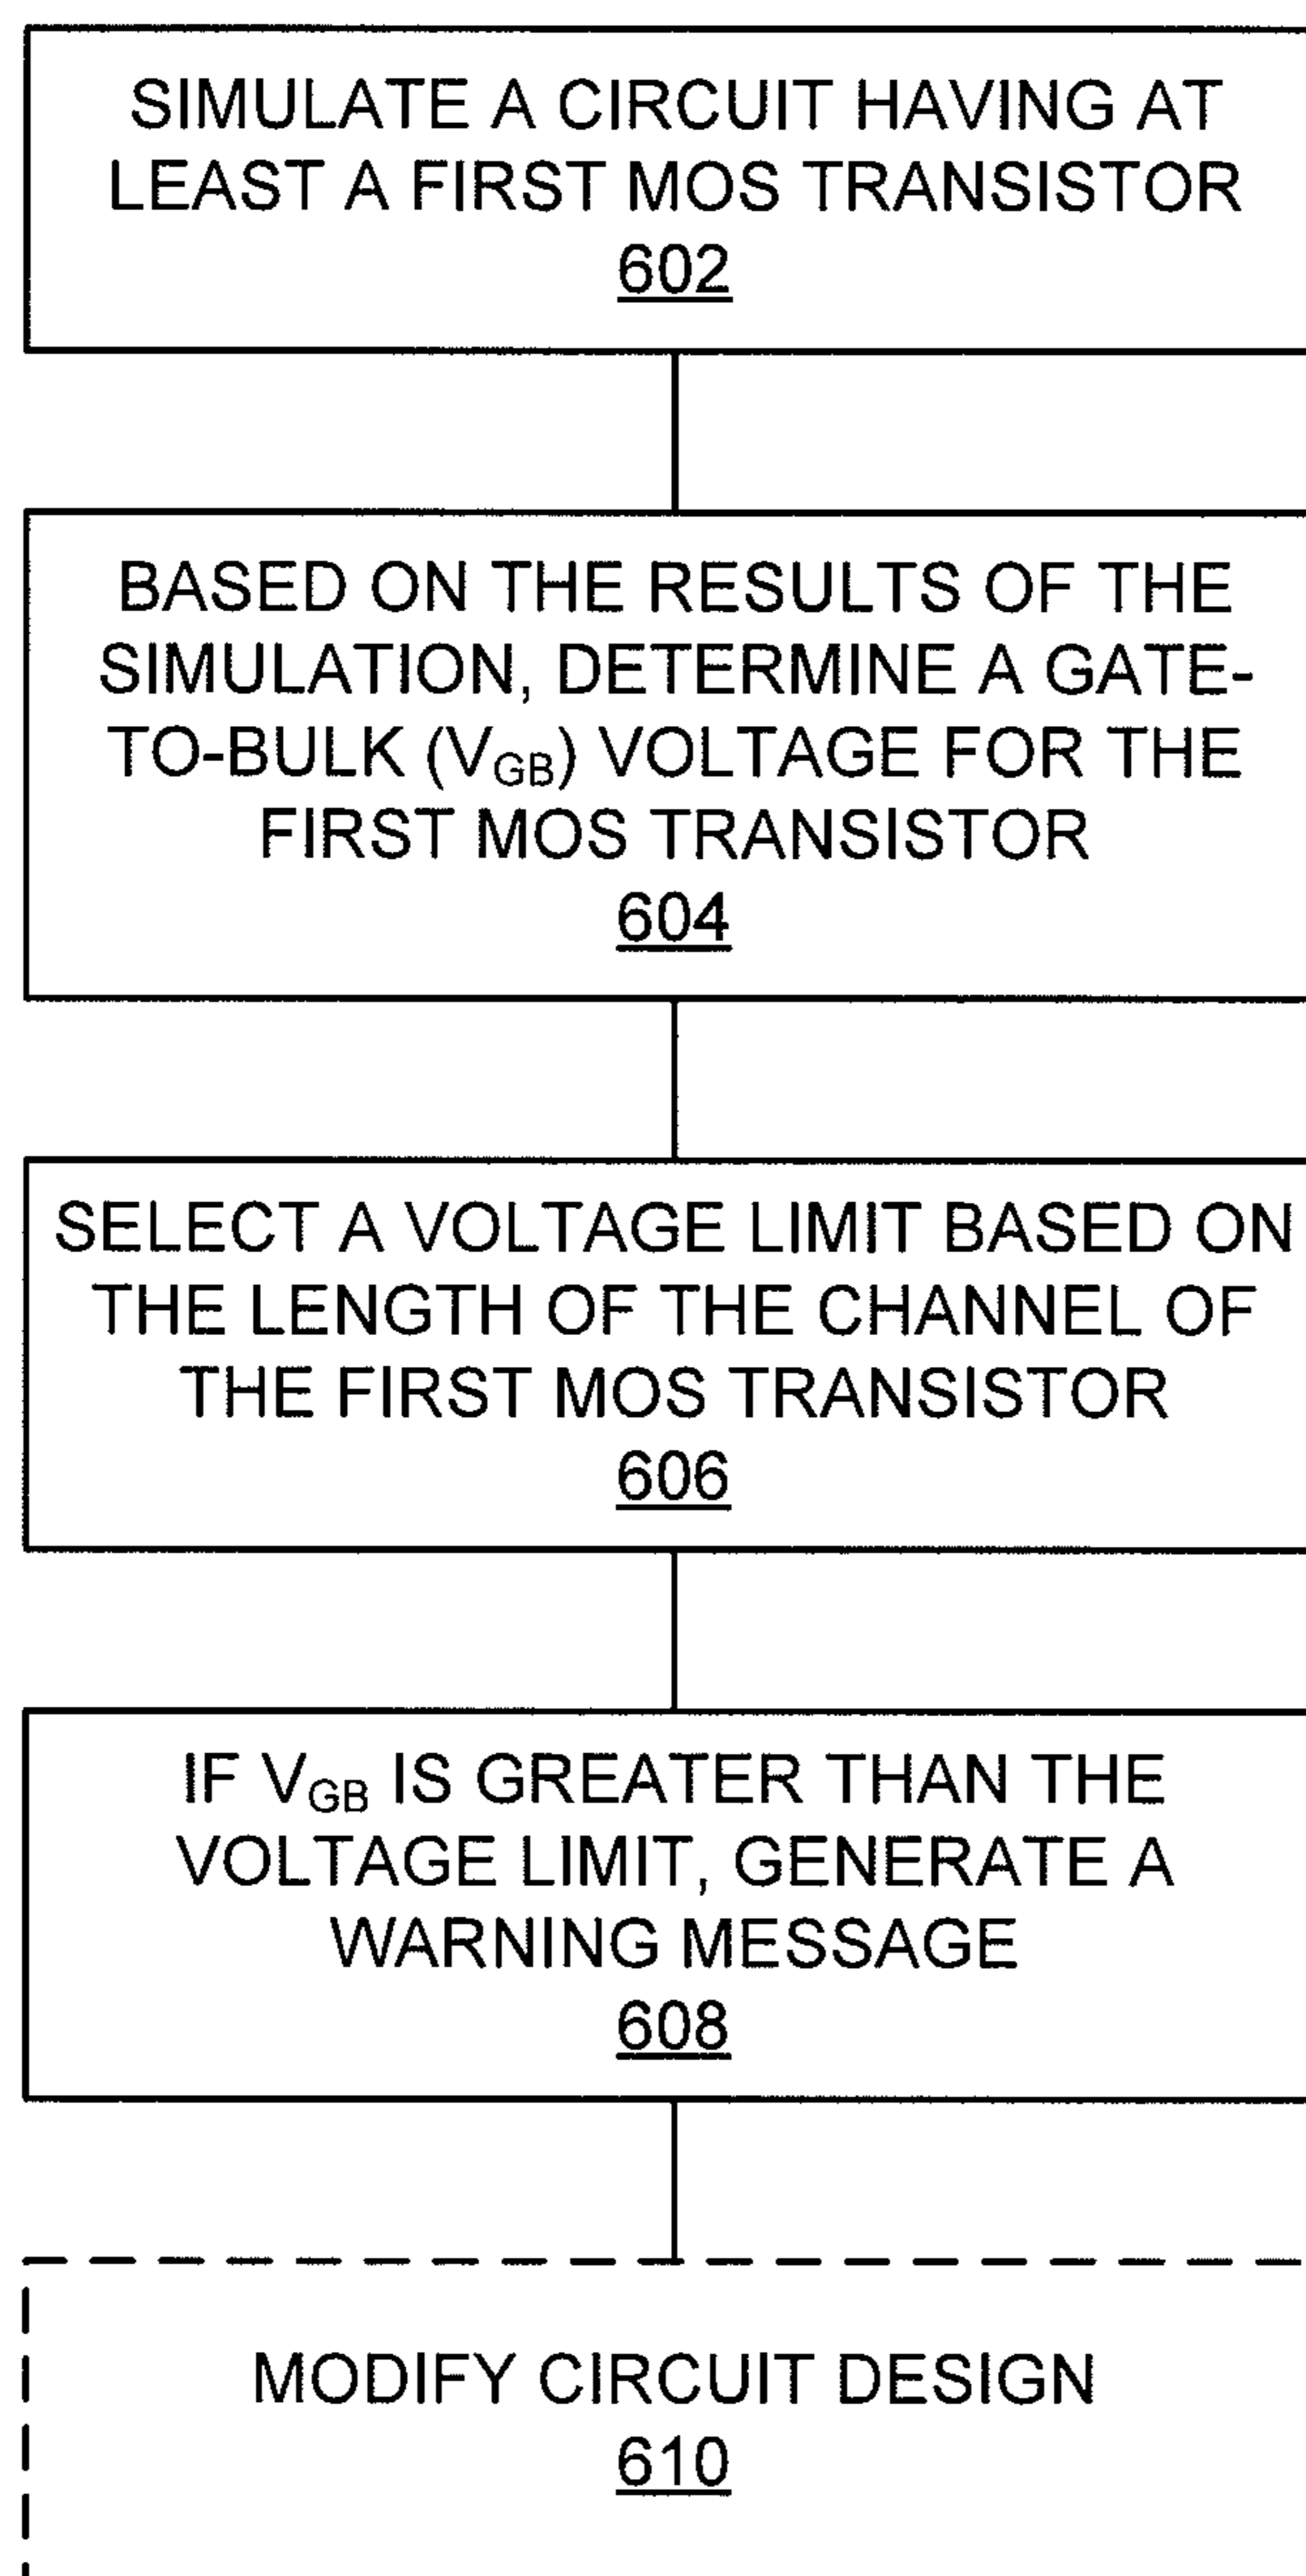 SIMULATE A CIRCUIT HAVING AT
LEAST A FIRST MOS TRANSISTOR
602
BASED ON THE RESULTS OF THE
SIMULATION, DETERMINE A GATE-
TO-BULK (VGB) VOLTAGE FOR THE
FIRST MOS TRANSISTOR
604
SELECT A VOLTAGE LIMIT BASED ON
THE LENGTH OF THE CHANNEL OF
THE FIRST MOS TRANSISTOR
606
IF VGB IS GREATER THAN THE
VOLTAGE LIMIT, GENERATE A
WARNING MESSAGE
608
MODIFY CIRCUIT DESIGN
610